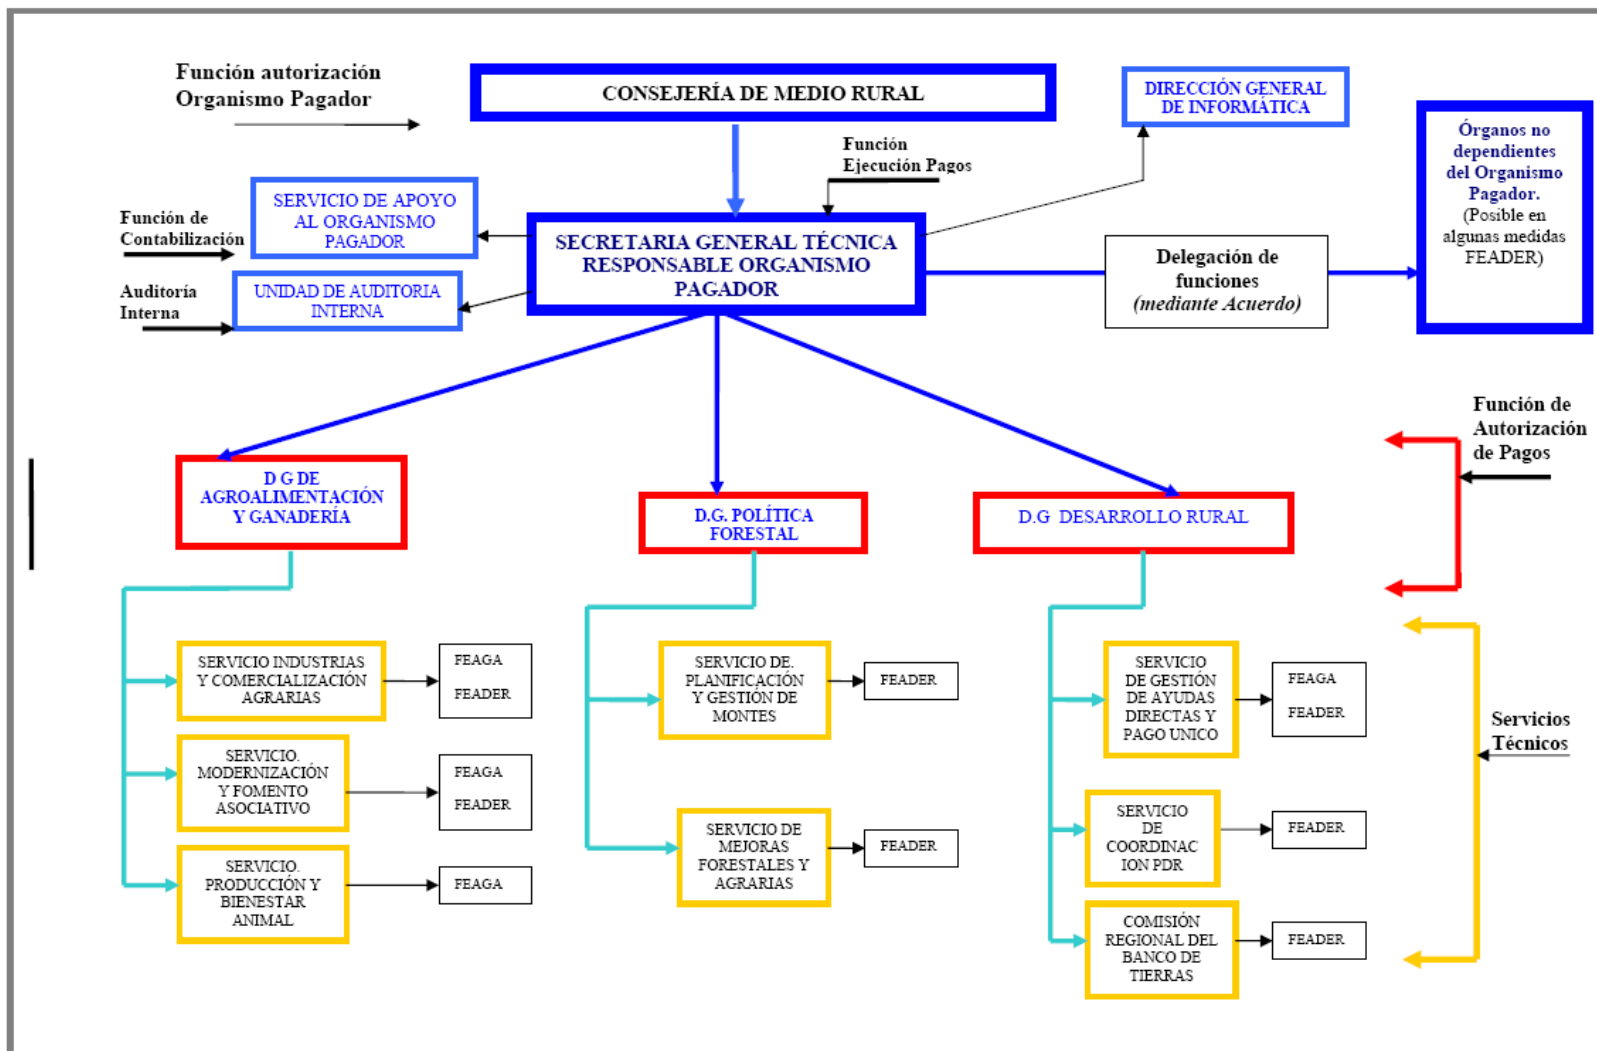 Función autorización
Organismo Pagador
CONSEJERÍA DE MEDIO RURAL
DIRECCIÓN GENERAL
DE INFORMÁTICA
Órganos no
dependientes
del Organismo
Pagador.
(Posible en
algunas medidas
FEADER)
Función
Ejecución Pagos
SERVICIO DE APOYO
AL ORGANISMO
PAGADOR
Función de
Contabilización
SECRETARIA GENERAL TÉCNICA
RESPONSABLE ORGANISMO
PAGADOR
Delegación de
funciones
(mediante Acuerdo)
Auditoría
Interna
UNIDAD DE AUDITORIA
INTERNA
Función de
Autorización
de Pagos
D G DE
AGROALIMENTACIÓN
Y GANADERÍA
D.G. POLÍTICA
FORESTAL
D.G DESARROLLO RURAL
SERVICIO INDUSTRIAS
Y COMERCIALIZACIÓN
AGRARIAS
FEAGA
FEADER
SERVICIO.
MODERNIZACIÓN
Y FOMENTO
ASOCIATIVO
FEAGA
FEADER
SERVICIO.
PRODUCCIÓN Y
BIENESTAR
ANIMAL
FEAGA
SERVICIO DE.
PLANIFICACIÓN
Y GESTIÓN DE
MONTES
FEADER
SERVICIO DE
MEJORAS
FORESTALES Y
AGRARIAS
FEADER
SERVICIO
DE GESTIÓN
DE AYUDAS
DIRECTAS Y
PAGO UNICO
FEAGA
FEADER
SERVICIO
DE
COORDINAC
ION PDR
FEADER
COMISIÓN
REGIONAL DEL
BANCO DE
TIERRAS
FEADER
Servicios
Técnicos